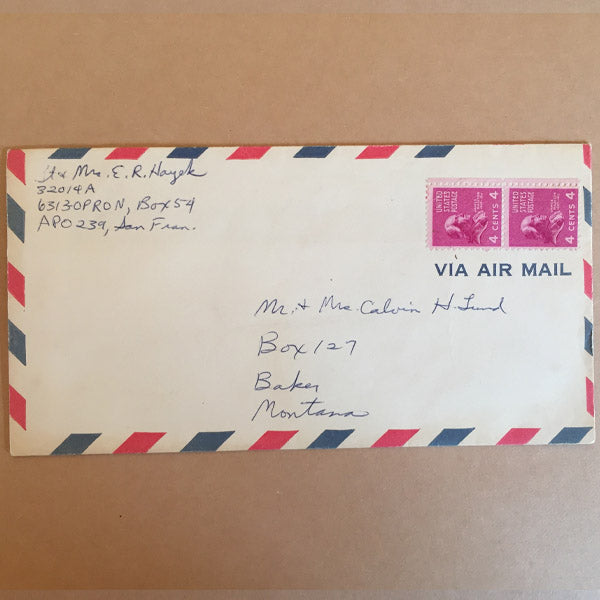 Lt & Mrs. E. R. Hayek
32014A
6313OPRON, Box 54
APO 239, San Fran.
UNITED STATES POSTAGE
4 CENTS 4
UNITED STATES POSTAGE
4 CENTS 4
VIA AIR MAIL
Mr. & Mrs. Calvin H. Lund
Box 127
Baker
Montana